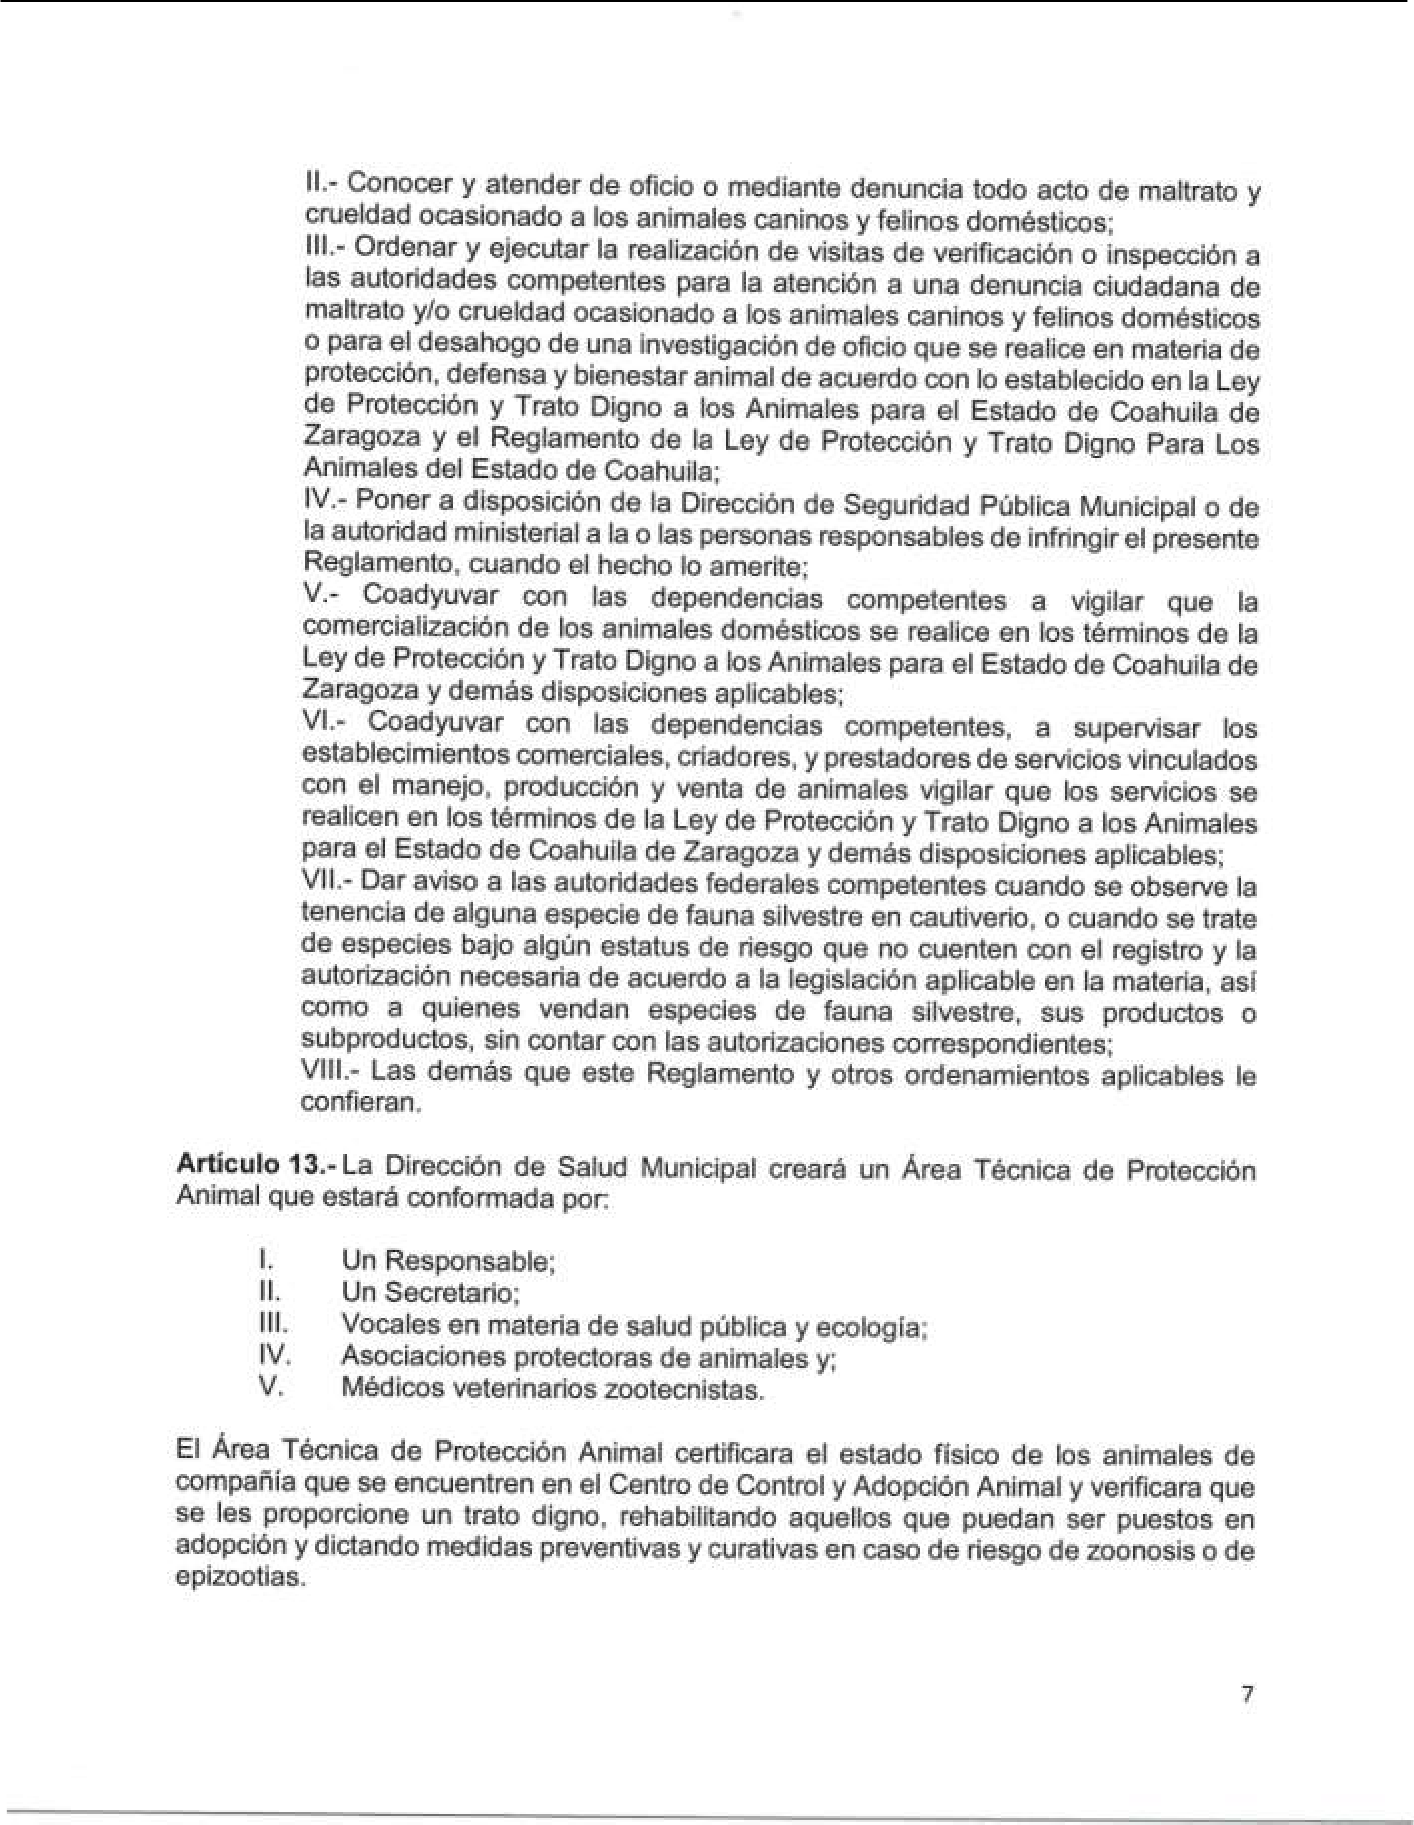 II.- Conocer y atender de oficio o mediante denuncia todo acto de maltrato y
crueldad ocasionado a los animales caninos y felinos domésticos;
III.- Ordenar y ejecutar la realización de visitas de verificación o inspección a
las autoridades competentes para la atención a una denuncia ciudadana de
maltrato y/o crueldad ocasionado a los animales caninos y felinos domésticos
o para el desahogo de una investigación de oficio que se realice en materia de
protección, defensa y bienestar animal de acuerdo con lo establecido en la Ley
de Protección y Trato Digno a los Animales para el Estado de Coahuila de
Zaragoza y el Reglamento de la Ley de Protección y Trato Digno Para Los
Animales del Estado de Coahuila;
IV.- Poner a disposición de la Dirección de Seguridad Pública Municipal o de
la autoridad ministerial a la o las personas responsables de infringir el presente
Reglamento, cuando el hecho lo amerite;
V.- Coadyuvar con las dependencias competentes a vigilar que la
comercialización de los animales domésticos se realice en los términos de la
Ley de Protección y Trato Digno a los Animales para el Estado de Coahuila de
Zaragoza y demás disposiciones aplicables;
VI.- Coadyuvar con las dependencias competentes, a supervisar los
establecimientos comerciales, criadores, y prestadores de servicios vinculados
con el manejo, producción y venta de animales vigilar que los servicios se
realicen en los términos de la Ley de Protección y Trato Digno a los Animales
para el Estado de Coahuila de Zaragoza y demás disposiciones aplicables;
VII.- Dar aviso a las autoridades federales competentes cuando se observe la
tenencia de alguna especie de fauna silvestre en cautiverio, o cuando se trate
de especies bajo algún estatus de riesgo que no cuenten con el registro y la
autorización necesaria de acuerdo a la legislación aplicable en la materia, así
como a quienes vendan especies de fauna silvestre, sus productos o
subproductos, sin contar con las autorizaciones correspondientes;
VIII.- Las demás que este Reglamento y otros ordenamientos aplicables le
confieran.
Artículo 13.- La Dirección de Salud Municipal creará un Área Técnica de Protección
Animal que estará conformada por:
I. Un Responsable;
II. Un Secretario;
III. Vocales en materia de salud pública y ecología;
IV. Asociaciones protectoras de animales y;
V. Médicos veterinarios zootecnistas.
El Área Técnica de Protección Animal certificara el estado físico de los animales de
compañía que se encuentren en el Centro de Control y Adopción Animal y verificara que
se les proporcione un trato digno, rehabilitando aquellos que puedan ser puestos en
adopción y dictando medidas preventivas y curativas en caso de riesgo de zoonosis o de
epizootias.
7